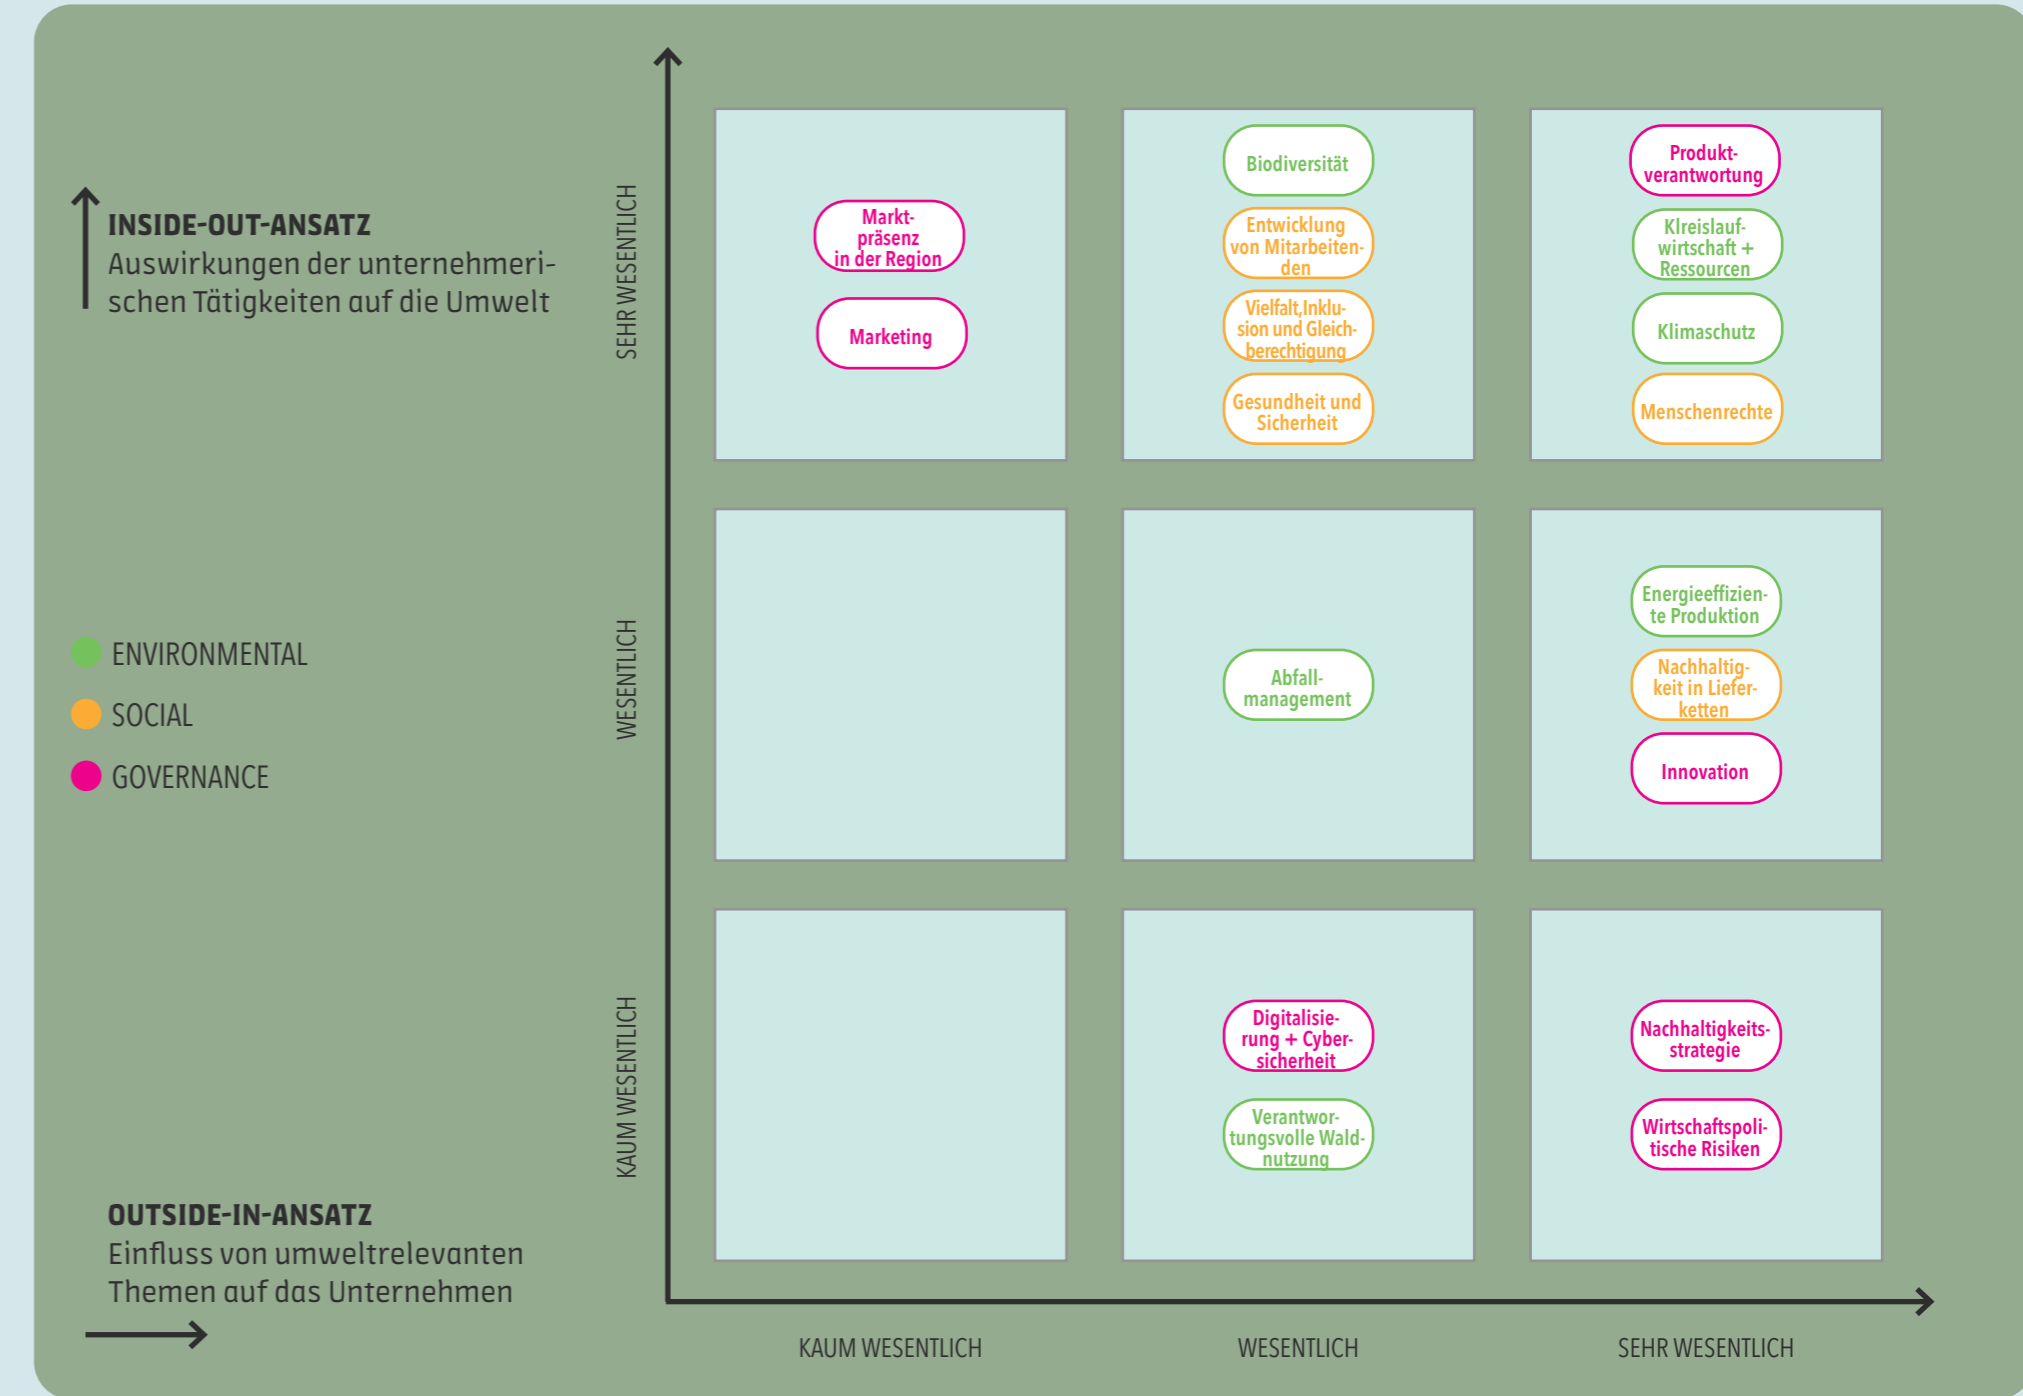 INSIDE-OUT-ANSATZ
Auswirkungen der unternehmeri-
schen Tätigkeiten auf die Umwelt
ENVIRONMENTAL
SOCIAL
GOVERNANCE
OUTSIDE-IN-ANSATZ
Einfluss von umweltrelevanten
Themen auf das Unternehmen
SEHR WESENTLICH
Markt-
präsenz
in der Region
Marketing
Biodiversität
Entwicklung
von Mitarbeiten-
den
Vielfalt,Inklu-
sion und Gleich-
berechtigung
Gesundheit und
Sicherheit
Produkt-
verantwortung
Klreislauf-
wirtschaft +
Ressourcen
Klimaschutz
Menschenrechte
WESENTLICH
Abfall-
management
Energieeffizien-
te Produktion
Nachhaltig-
keit in Liefer-
ketten
Innovation
KAUM WESENTLICH
Digitalisie-
rung + Cyber-
sicherheit
Verantwor-
tungsvolle Wald-
nutzung
Nachhaltigkeits-
strategie
Wirtschaftspoli-
tische Risiken
KAUM WESENTLICH
WESENTLICH
SEHR WESENTLICH